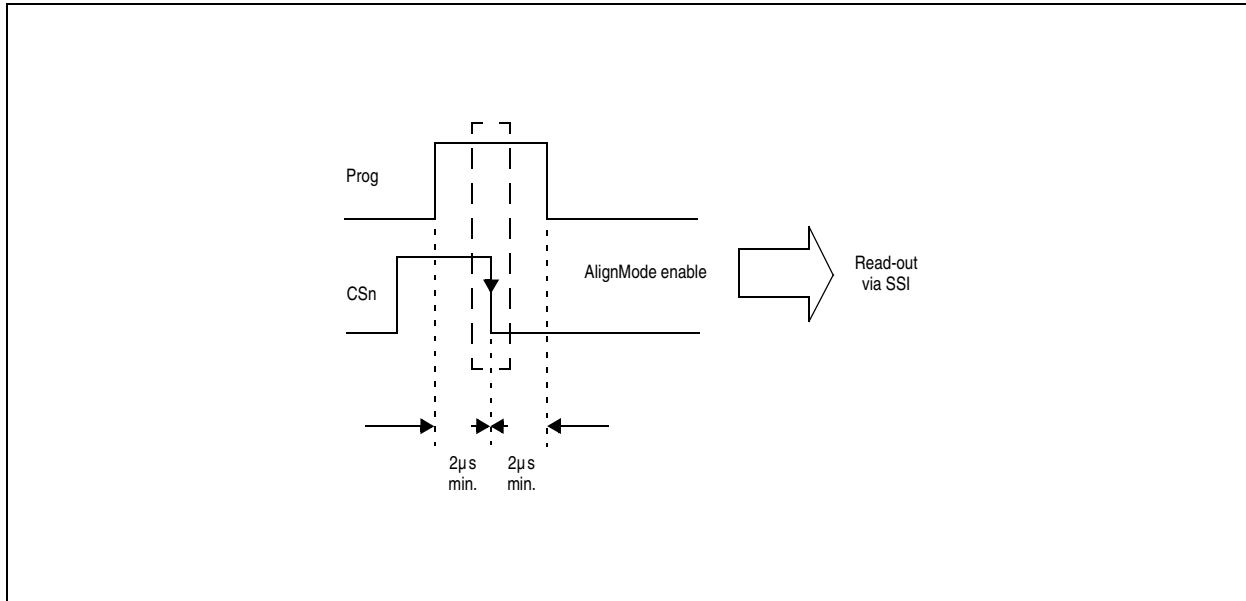 Prog
CSn
AlignMode enable
Read-out
via SSI
2µs
min.
2µs
min.